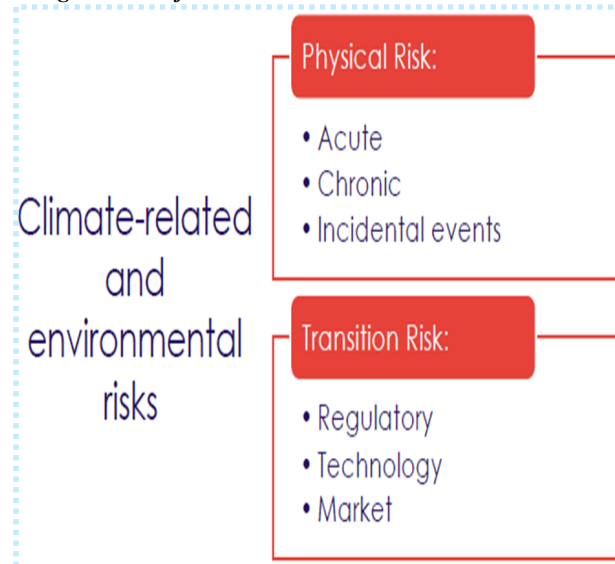 Climate-related
and
environmental
risks
Physical Risk:
• Acute
• Chronic
• Incidental events
Transition Risk:
• Regulatory
• Technology
• Market